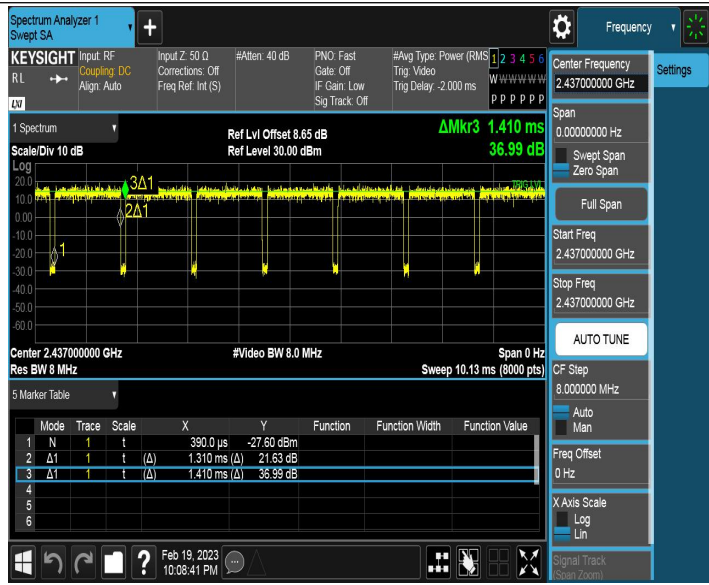 Spectrum Analyzer 1
Swept SA
+
Frequency
KEYSIGHT
RL
LXI
Input: RF
Coupling: DC
Align: Auto
Input Z: 50 Ω
Corrections: Off
Freq Ref: Int (S)
#Atten: 40 dB
PNO: Fast
Gate: Off
IF Gain: Low
Sig Track: Off
#Avg Type: Power (RMS
Trig: Video
Trig Delay: -2.000 ms
1 2 3 4 5 6
W W W W W W
P P P P P P
Center Frequency
2.437000000 GHz
Settings
Span
0.00000000 Hz
Swept Span
Zero Span
Full Span
Start Freq
2.437000000 GHz
Stop Freq
2.437000000 GHz
AUTO TUNE
CF Step
8.000000 MHz
Auto
Man
Freq Offset
0 Hz
X Axis Scale
Log
Lin
Signal Track
(Span Zoom)
1 Spectrum
Scale/Div 10 dB
Ref Lvl Offset 8.65 dB
Ref Level 30.00 dBm
ΔMkr3 1.410 ms
36.99 dB
Log
20.0
10.0
0.00
-10.0
-20.0
-30.0
-40.0
-50.0
-60.0
3Δ1
2Δ1
1
TRIG LVL
Center 2.437000000 GHz
#Video BW 8.0 MHz
Span 0 Hz
Res BW 8 MHz
Sweep 10.13 ms (8000 pts)
5 Marker Table
Mode Trace Scale X Y Function Function Width Function Value
1 N 1 t 390.0 µs -27.60 dBm
2 Δ1 1 t (Δ) 1.310 ms (Δ) 21.63 dB
3 Δ1 1 t (Δ) 1.410 ms (Δ) 36.99 dB
4
5
6
?
Feb 19, 2023
10:08:41 PM